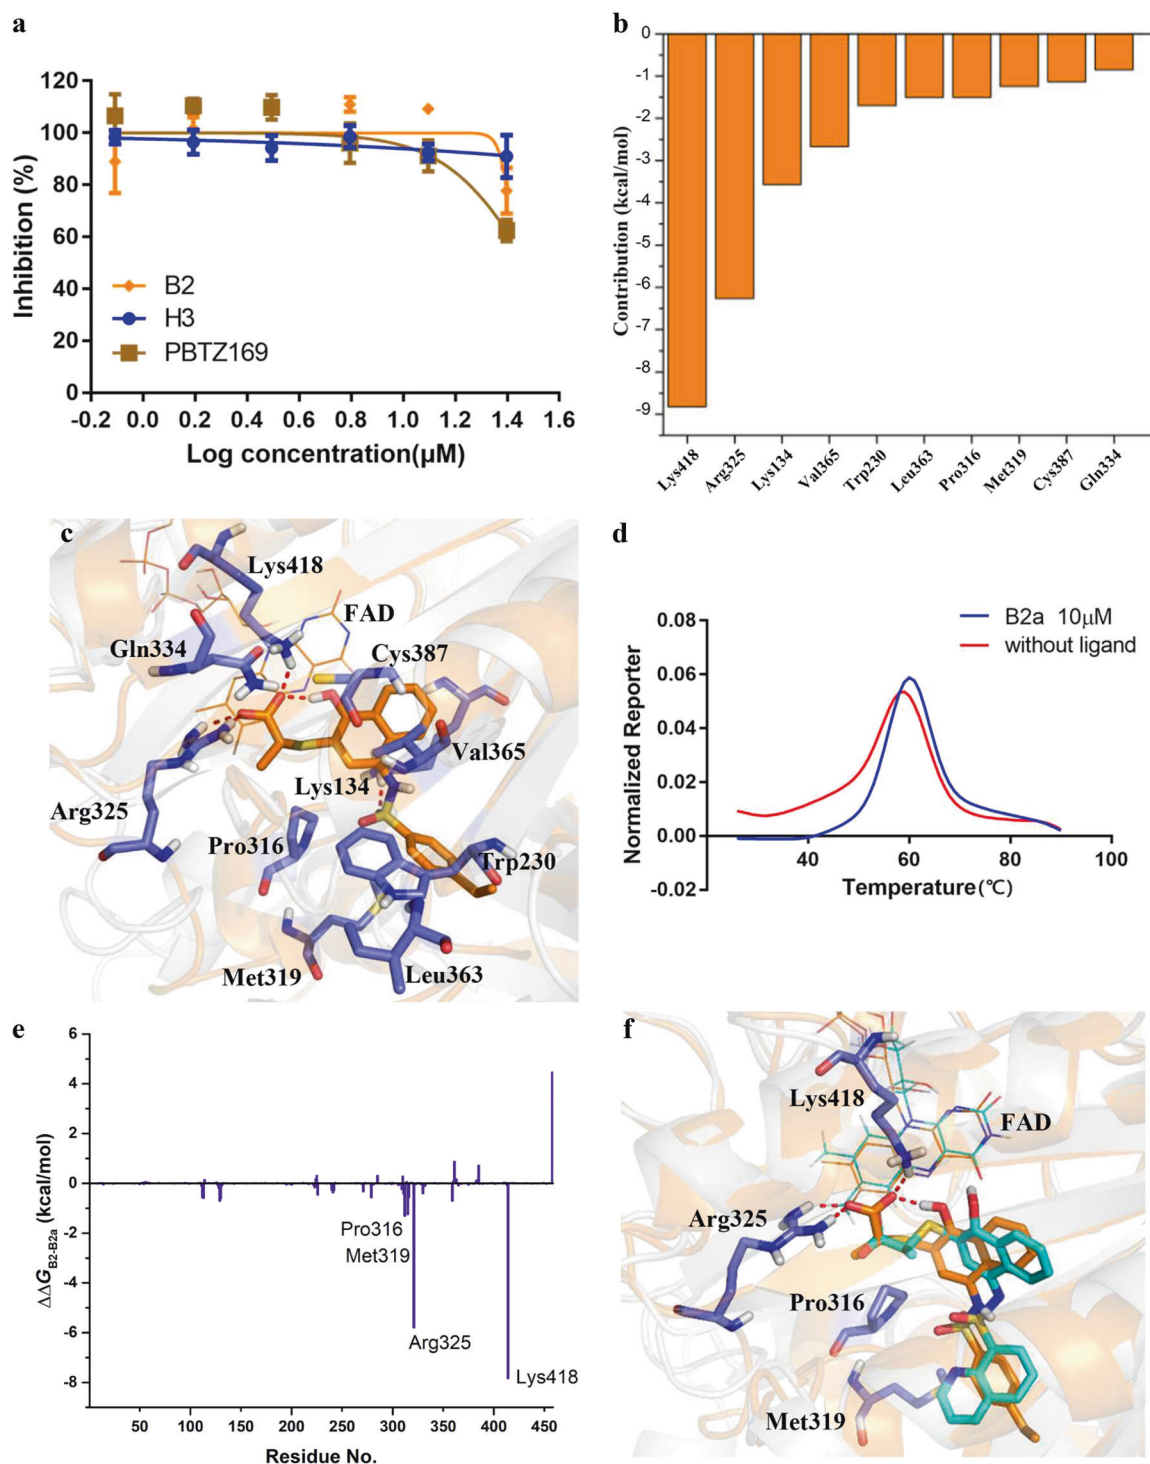 a
120
100
80
60
40
20
0
Inhibition (%)
B2
H3
PBTZ169
-0.2 0.0 0.2 0.4 0.6 0.8 1.0 1.2 1.4 1.6
Log concentration(µM)
b
0
-1
-2
-3
-4
-5
-6
-7
-8
-9
Contribution (kcal/mol)
Lys418 Arg325 Lys134 Val365 Trp230 Leu363 Pro316 Met319 Cys387 Gln334
c
Lys418
FAD
Gln334
Cys387
Val365
Lys134
Arg325
Pro316
Trp230
Met319
Leu363
d
0.08
0.06
0.04
0.02
0.00
-0.02
Normalized Reporter
B2a 10µM
without ligand
40 60 80 100
Temperature(℃)
e
6
4
2
0
-2
-4
-6
-8
ΔΔG B2-B2a (kcal/mol)
Pro316
Met319
Arg325
Lys418
50 100 150 200 250 300 350 400 450
Residue No.
f
Lys418
FAD
Arg325
Pro316
Met319